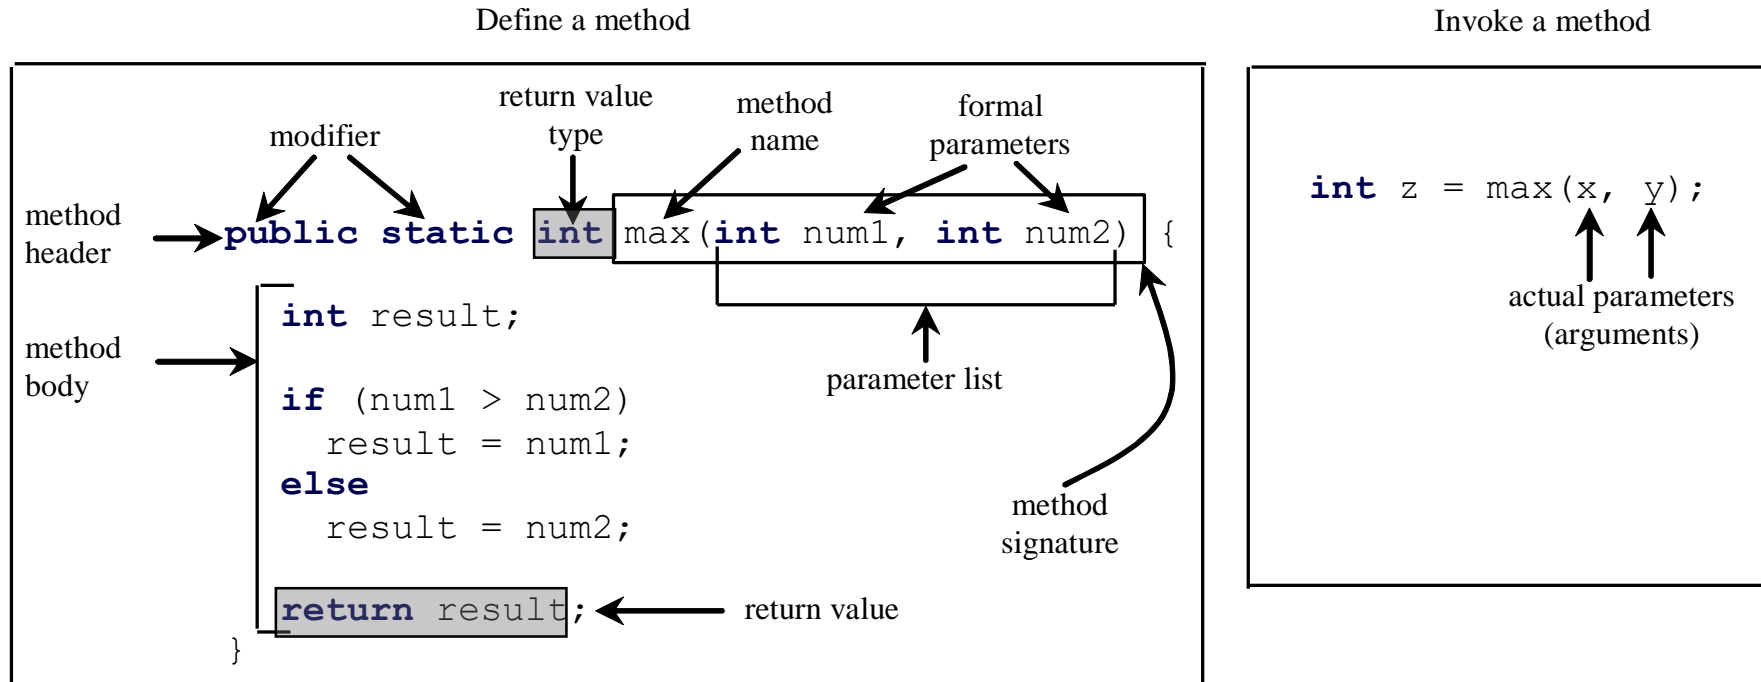 Define a method
Invoke a method
return value
type
method
name
formal
parameters
modifier
method
header
public static int max(int num1, int num2) {
int result;
method
body
parameter list
if (num1 > num2)
result = num1;
else
result = num2;
method
signature
return result;
return value
}
int z = max(x, y);
actual parameters
(arguments)